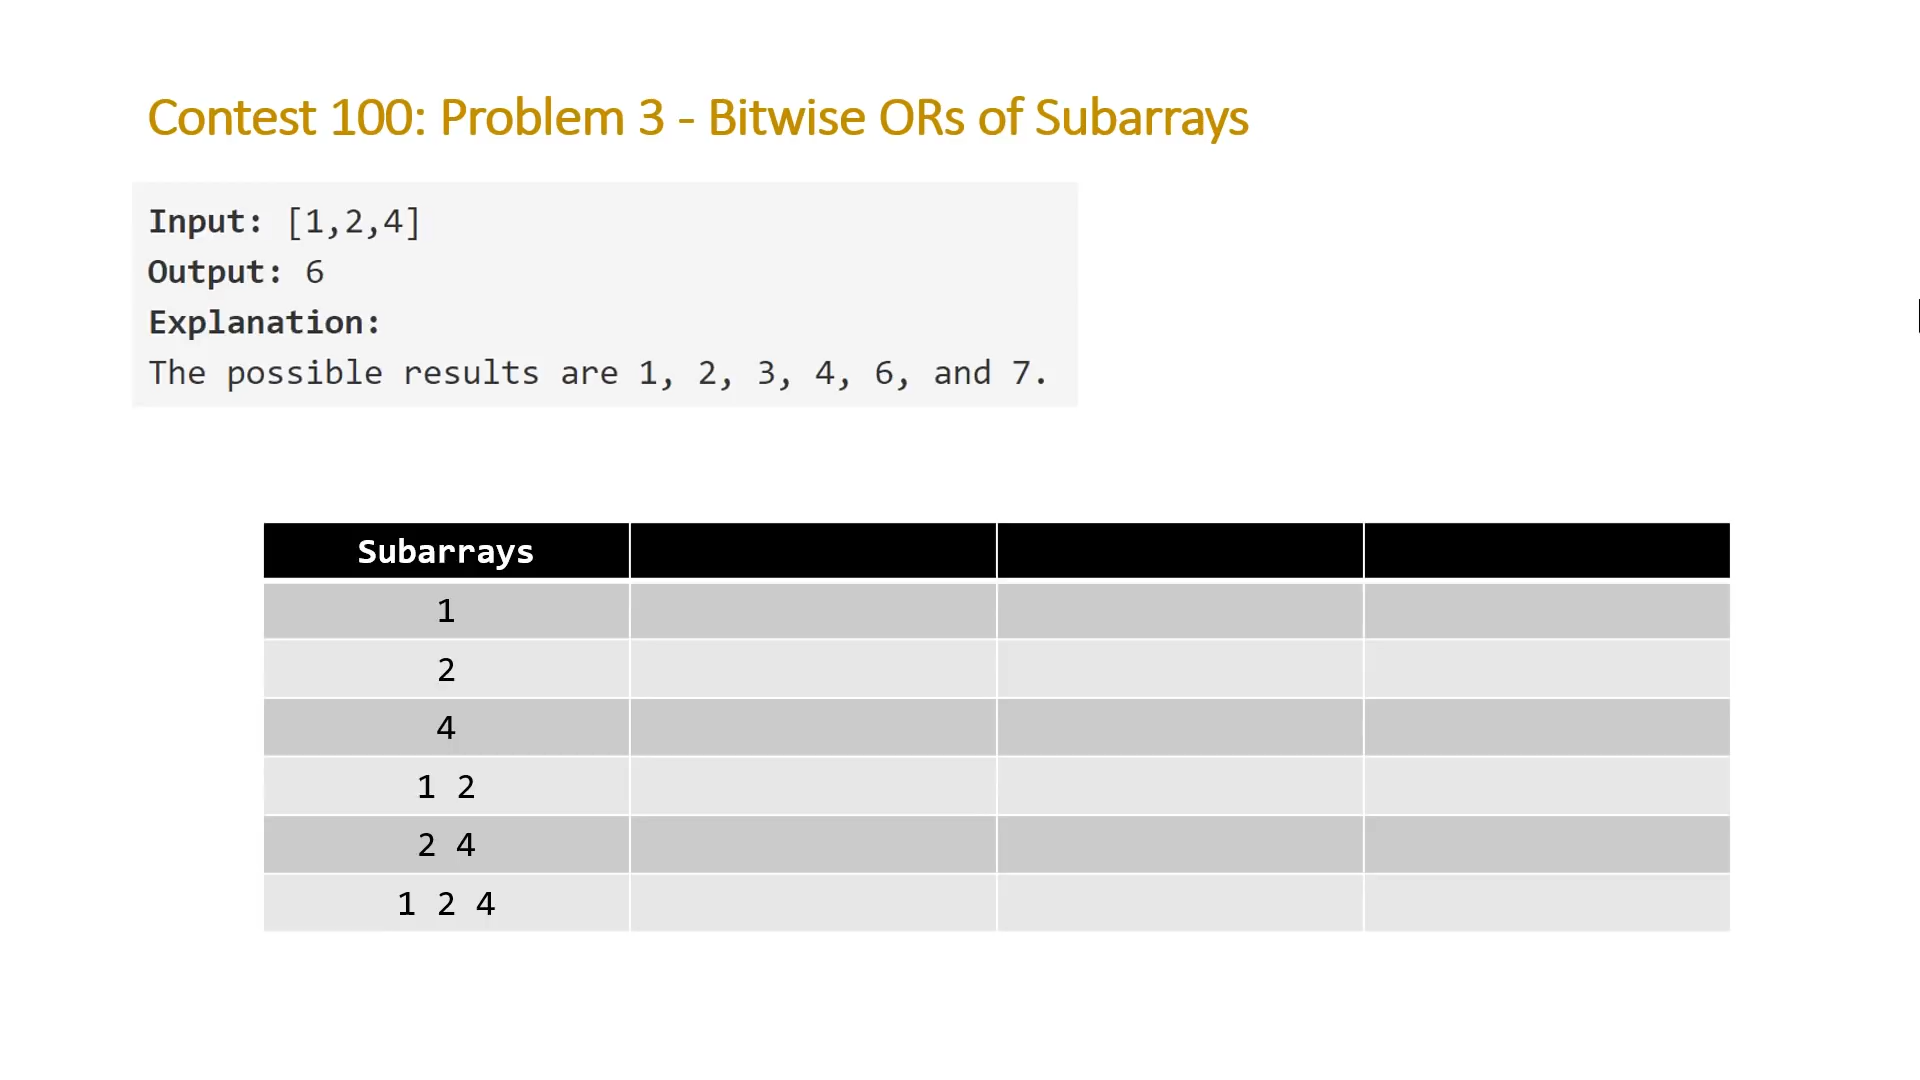 Contest 100: Problem 3 - Bitwise ORs of Subarrays
Input: [1,2,4]
Output: 6
Explanation:
The possible results are 1, 2, 3, 4, 6, and 7.
Subarrays
1
2
4
1 2
2 4
1 2 4